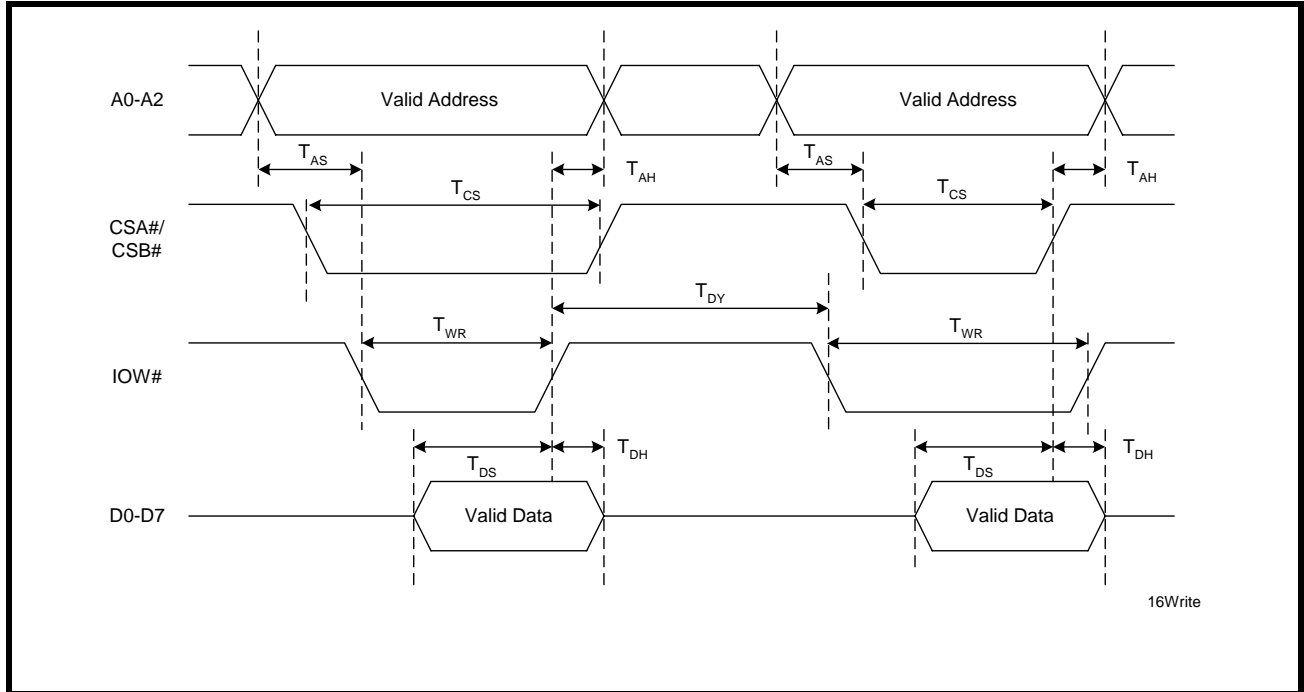 A0-A2
Valid Address
Valid Address
TAS
TAH
TAS
TAH
TCS
TCS
CSA#/
CSB#
TDY
TWR
TWR
IOW#
TDS
TDH
TDS
TDH
D0-D7
Valid Data
Valid Data
16Write